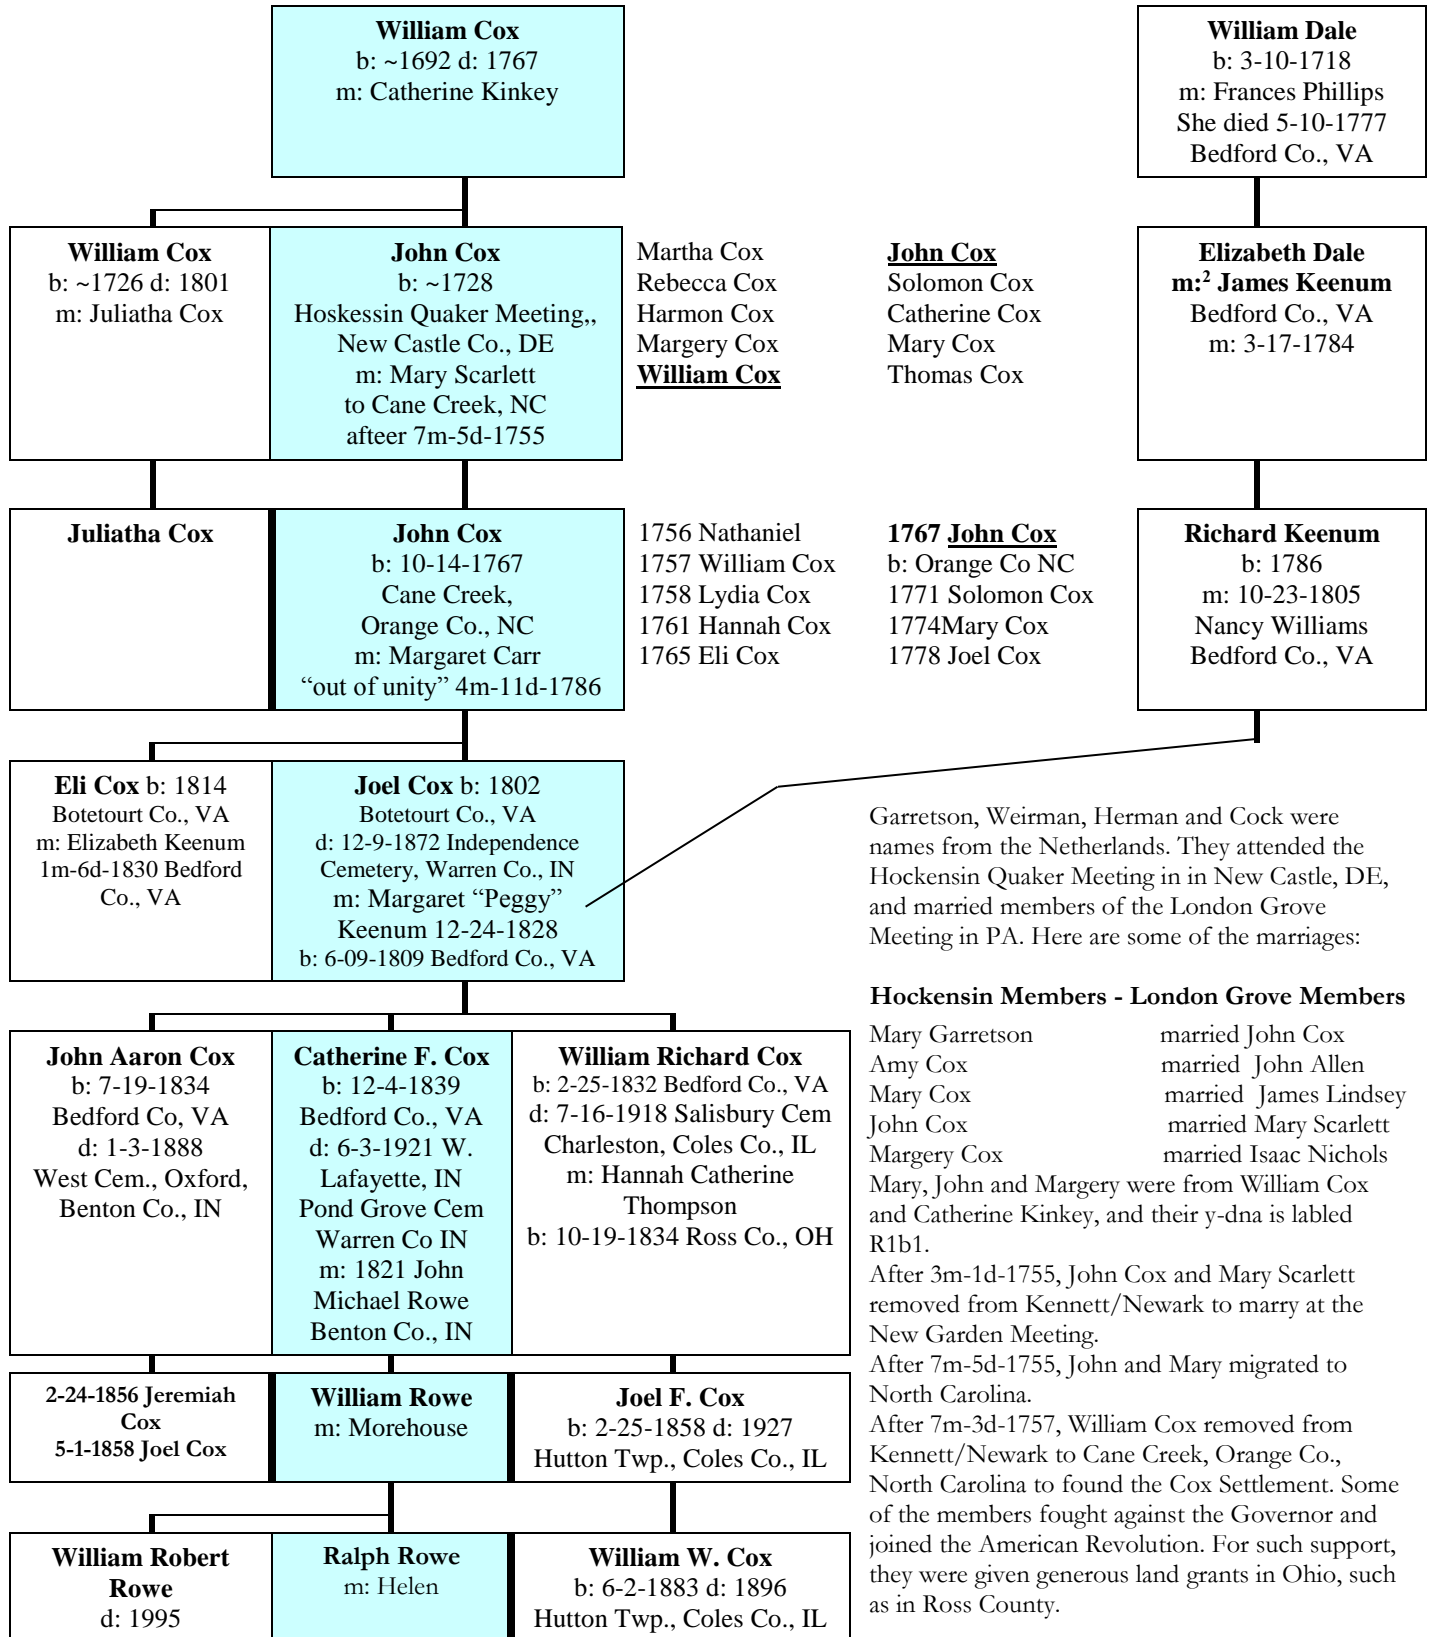 William Cox
b: ~1692 d: 1767
m: Catherine Kinkey
William Dale
b: 3-10-1718
m: Frances Phillips
She died 5-10-1777
Bedford Co., VA
William Cox
b: ~1726 d: 1801
m: Juliatha Cox
John Cox
b: ~1728
Hoskessin Quaker Meeting,,
New Castle Co., DE
m: Mary Scarlett
to Cane Creek, NC
afteer 7m-5d-1755
Martha Cox
Rebecca Cox
Harmon Cox
Margery Cox
William Cox
John Cox
Solomon Cox
Catherine Cox
Mary Cox
Thomas Cox
Elizabeth Dale
m:² James Keenum
Bedford Co., VA
m: 3-17-1784
Juliatha Cox
John Cox
b: 10-14-1767
Cane Creek,
Orange Co., NC
m: Margaret Carr
“out of unity” 4m-11d-1786
1756 Nathaniel
1757 William Cox
1758 Lydia Cox
1761 Hannah Cox
1765 Eli Cox
1767 John Cox
b: Orange Co NC
1771 Solomon Cox
1774Mary Cox
1778 Joel Cox
Richard Keenum
b: 1786
m: 10-23-1805
Nancy Williams
Bedford Co., VA
Eli Cox b: 1814
Botetourt Co., VA
m: Elizabeth Keenum
1m-6d-1830 Bedford
Co., VA
Joel Cox b: 1802
Botetourt Co., VA
d: 12-9-1872 Independence
Cemetery, Warren Co., IN
m: Margaret “Peggy”
Keenum 12-24-1828
b: 6-09-1809 Bedford Co., VA
Garretson, Weirman, Herman and Cock were
names from the Netherlands. They attended the
Hockensin Quaker Meeting in in New Castle, DE,
and married members of the London Grove
Meeting in PA. Here are some of the marriages:
Hockensin Members - London Grove Members
Mary Garretson married John Cox
Amy Cox married John Allen
Mary Cox married James Lindsey
John Cox married Mary Scarlett
Margery Cox married Isaac Nichols
Mary, John and Margery were from William Cox
and Catherine Kinkey, and their y-dna is labled
R1b1.
After 3m-1d-1755, John Cox and Mary Scarlett
removed from Kennett/Newark to marry at the
New Garden Meeting.
After 7m-5d-1755, John and Mary migrated to
North Carolina.
After 7m-3d-1757, William Cox removed from
Kennett/Newark to Cane Creek, Orange Co.,
North Carolina to found the Cox Settlement. Some
of the members fought against the Governor and
joined the American Revolution. For such support,
they were given generous land grants in Ohio, such
as in Ross County.
John Aaron Cox
b: 7-19-1834
Bedford Co, VA
d: 1-3-1888
West Cem., Oxford,
Benton Co., IN
Catherine F. Cox
b: 12-4-1839
Bedford Co., VA
d: 6-3-1921 W.
Lafayette, IN
Pond Grove Cem
Warren Co IN
m: 1821 John
Michael Rowe
Benton Co., IN
William Richard Cox
b: 2-25-1832 Bedford Co., VA
d: 7-16-1918 Salisbury Cem
Charleston, Coles Co., IL
m: Hannah Catherine
Thompson
b: 10-19-1834 Ross Co., OH
2-24-1856 Jeremiah
Cox
5-1-1858 Joel Cox
William Rowe
m: Morehouse
Joel F. Cox
b: 2-25-1858 d: 1927
Hutton Twp., Coles Co., IL
William Robert
Rowe
d: 1995
Ralph Rowe
m: Helen
William W. Cox
b: 6-2-1883 d: 1896
Hutton Twp., Coles Co., IL